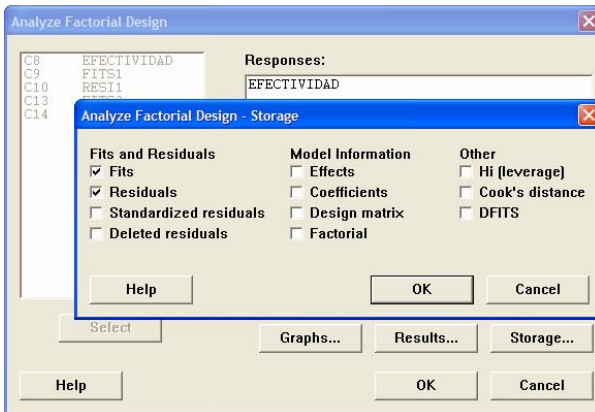 Analyze Factorial Design
C8 EFECTIVIDAD
C9 FITS1
C10 RESI1
C13
C14
Responses:
EFECTIVIDAD
Analyze Factorial Design - Storage
Fits and Residuals
Fits
Residuals
Standardized residuals
Deleted residuals
Model Information
Effects
Coefficients
Design matrix
Factorial
Other
Hi (leverage)
Cook's distance
DFITS
Help
OK
Cancel
Select
Graphs...
Results...
Storage...
Help
OK
Cancel